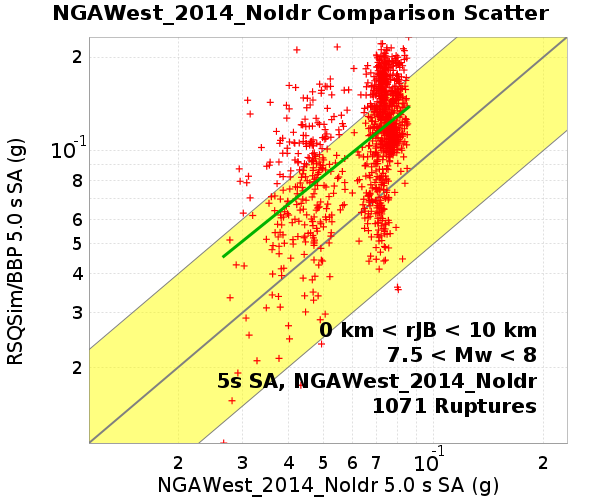 NGAWest_2014_NoIdr Comparison Scatter
RSQSim/BBP 5.0 s SA (g)
2
10-1
8
6
5
4
3
2
0 km < rJB < 10 km
7.5 < Mw < 8
5s SA, NGAWest_2014_NoIdr
1071 Ruptures
2 3 4 5 6 7 10-1 2
NGAWest_2014_NoIdr 5.0 s SA (g)